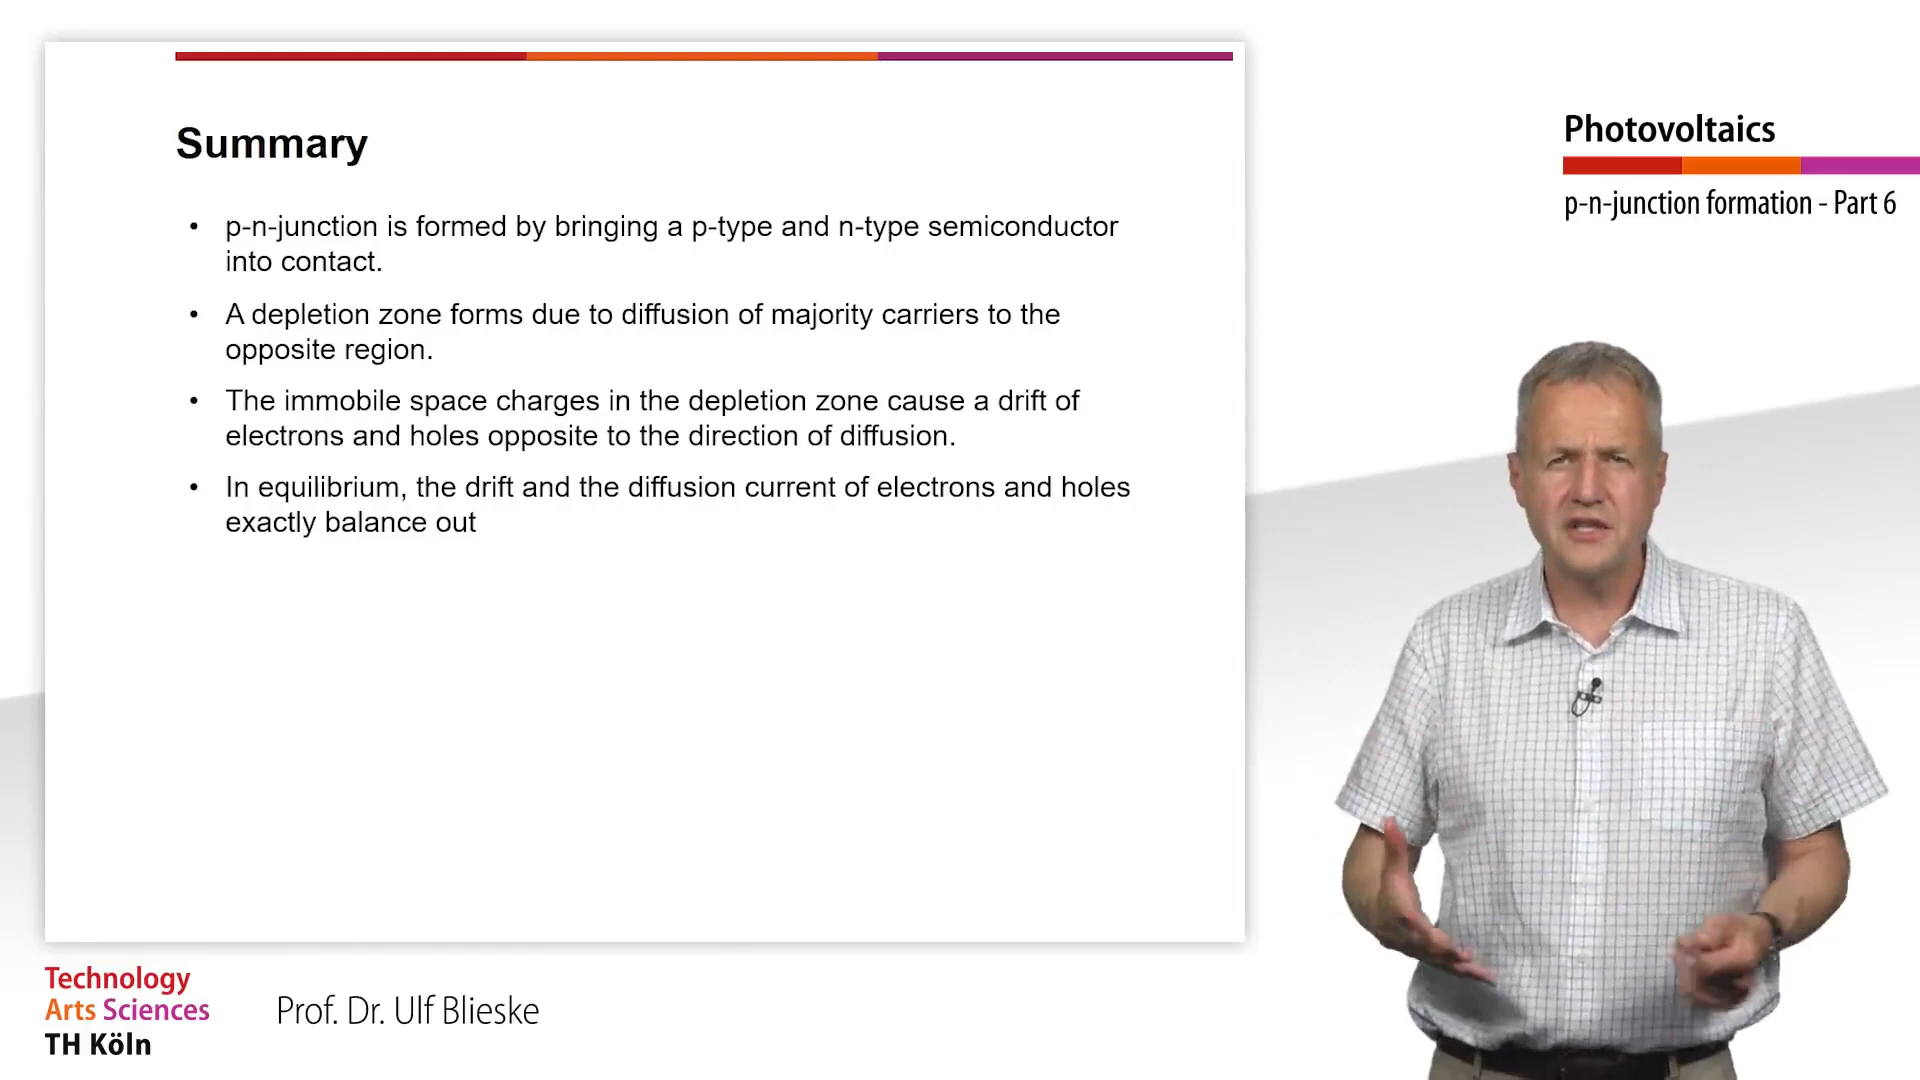 Summary
• p-n-junction is formed by bringing a p-type and n-type semiconductor
into contact.
• A depletion zone forms due to diffusion of majority carriers to the
opposite region.
• The immobile space charges in the depletion zone cause a drift of
electrons and holes opposite to the direction of diffusion.
• In equilibrium, the drift and the diffusion current of electrons and holes
exactly balance out
Photovoltaics
p-n-junction formation - Part 6
Technology
Arts Sciences
TH Köln
Prof. Dr. Ulf Blieske